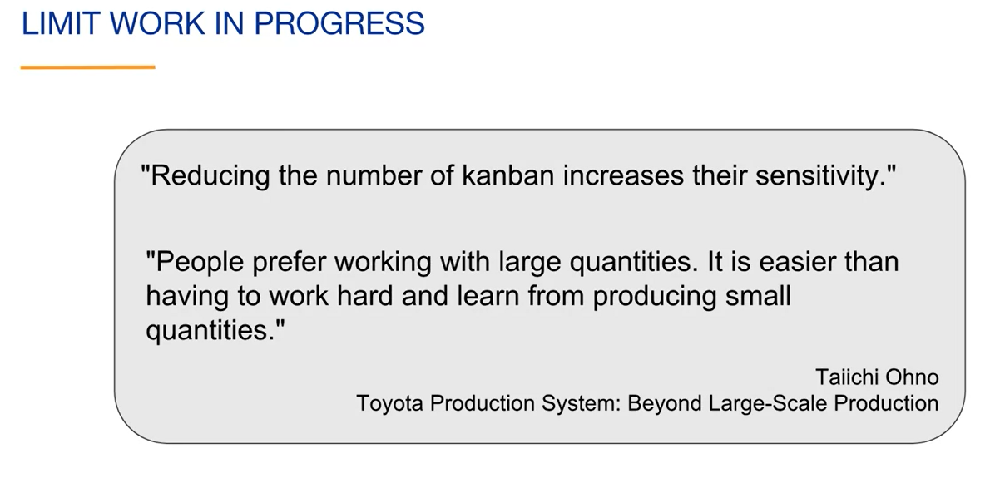 LIMIT WORK IN PROGRESS
"Reducing the number of kanban increases their sensitivity."
"People prefer working with large quantities. It is easier than
having to work hard and learn from producing small
quantities."
Taiichi Ohno
Toyota Production System: Beyond Large-Scale Production